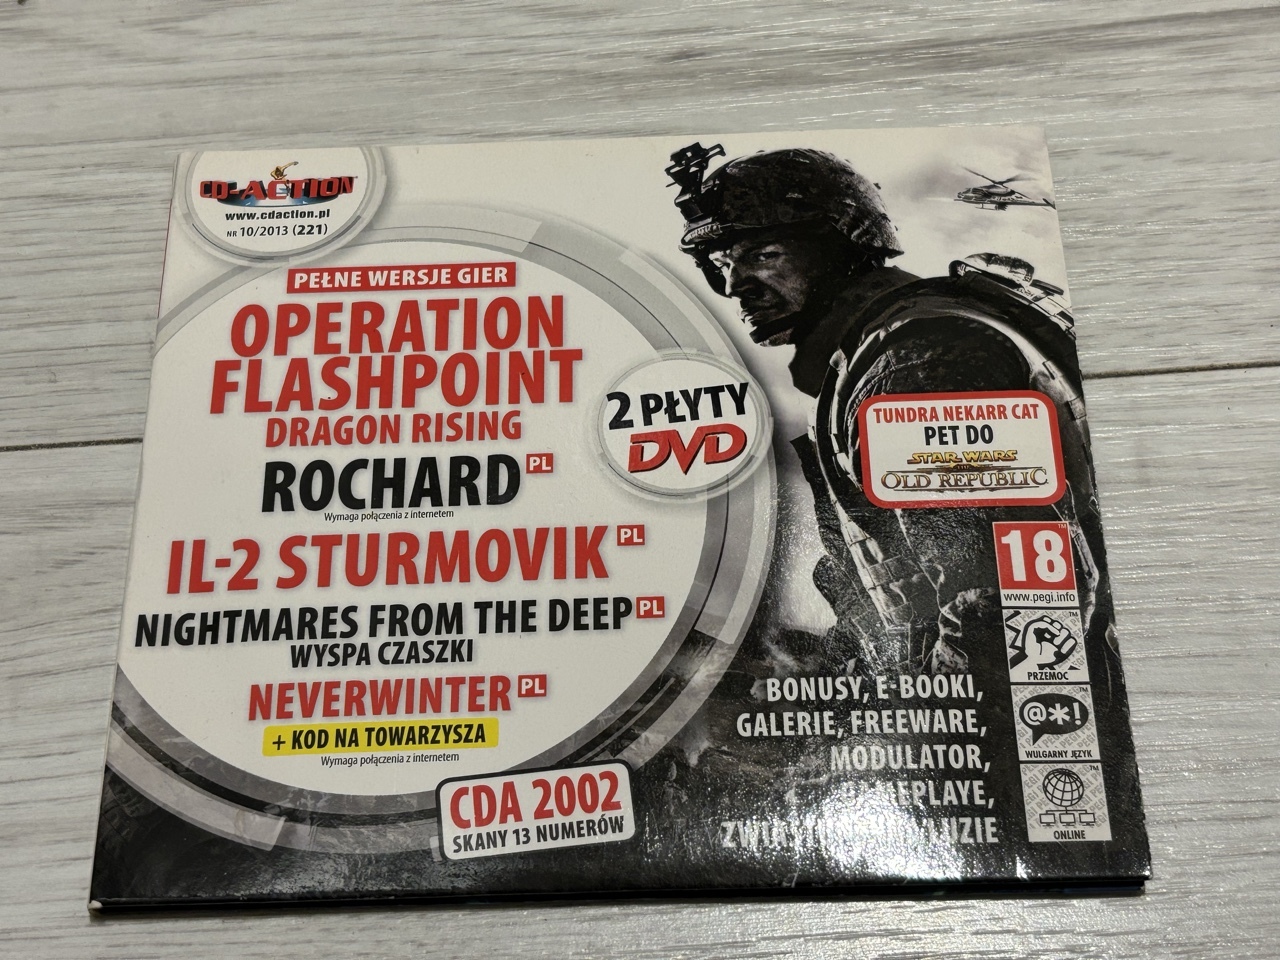 CD-ACTION
www.cdaction.pl
NR 10/2013 (221)
PEŁNE WERSJE GIER
OPERATION
FLASHPOINT
DRAGON RISING
ROCHARD PL
Wymaga połączenia z internetem
IL-2 STURMOVIK PL
NIGHTMARES FROM THE DEEP PL
WYSPA CZASZKI
NEVERWINTER PL
+ KOD NA TOWARZYSZA
Wymaga połączenia z internetem
CDA 2002
SKANY 13 NUMERÓW
2 PŁYTY
DVD
TUNDRA NEKARR CAT
PET DO
STAR WARS
THE
OLD REPUBLIC
18
www.pegi.info
PRZEMOC
@*!
WULGARNY JĘZYK
ONLINE
BONUSY, E-BOOKI,
GALERIE, FREEWARE,
MODULATOR,